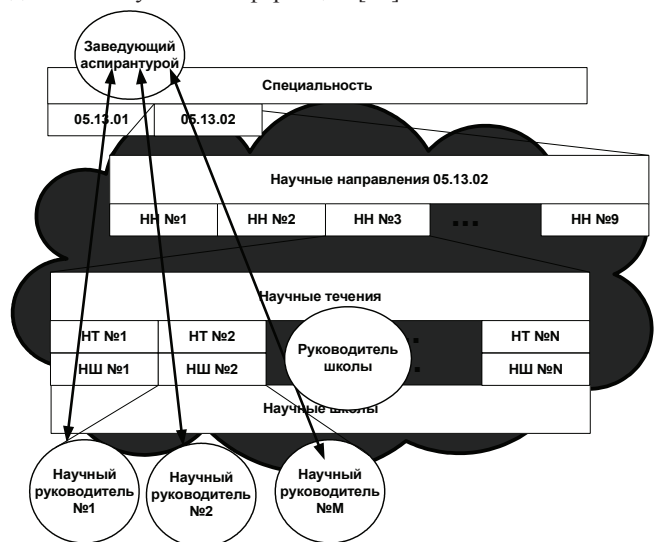 Заведующий
аспирантурой
Специальность
05.13.01 05.13.02
Научные направления 05.13.02
НН №1 НН №2 НН №3 ... НН №9
Научные течения
НТ №1 НТ №2 НТ №N
Руководитель
школы
НШ №1 НШ №2 НШ №N
Научные школы
Научный
руководитель
№1
Научный
руководитель
№2
Научный
руководитель
№M